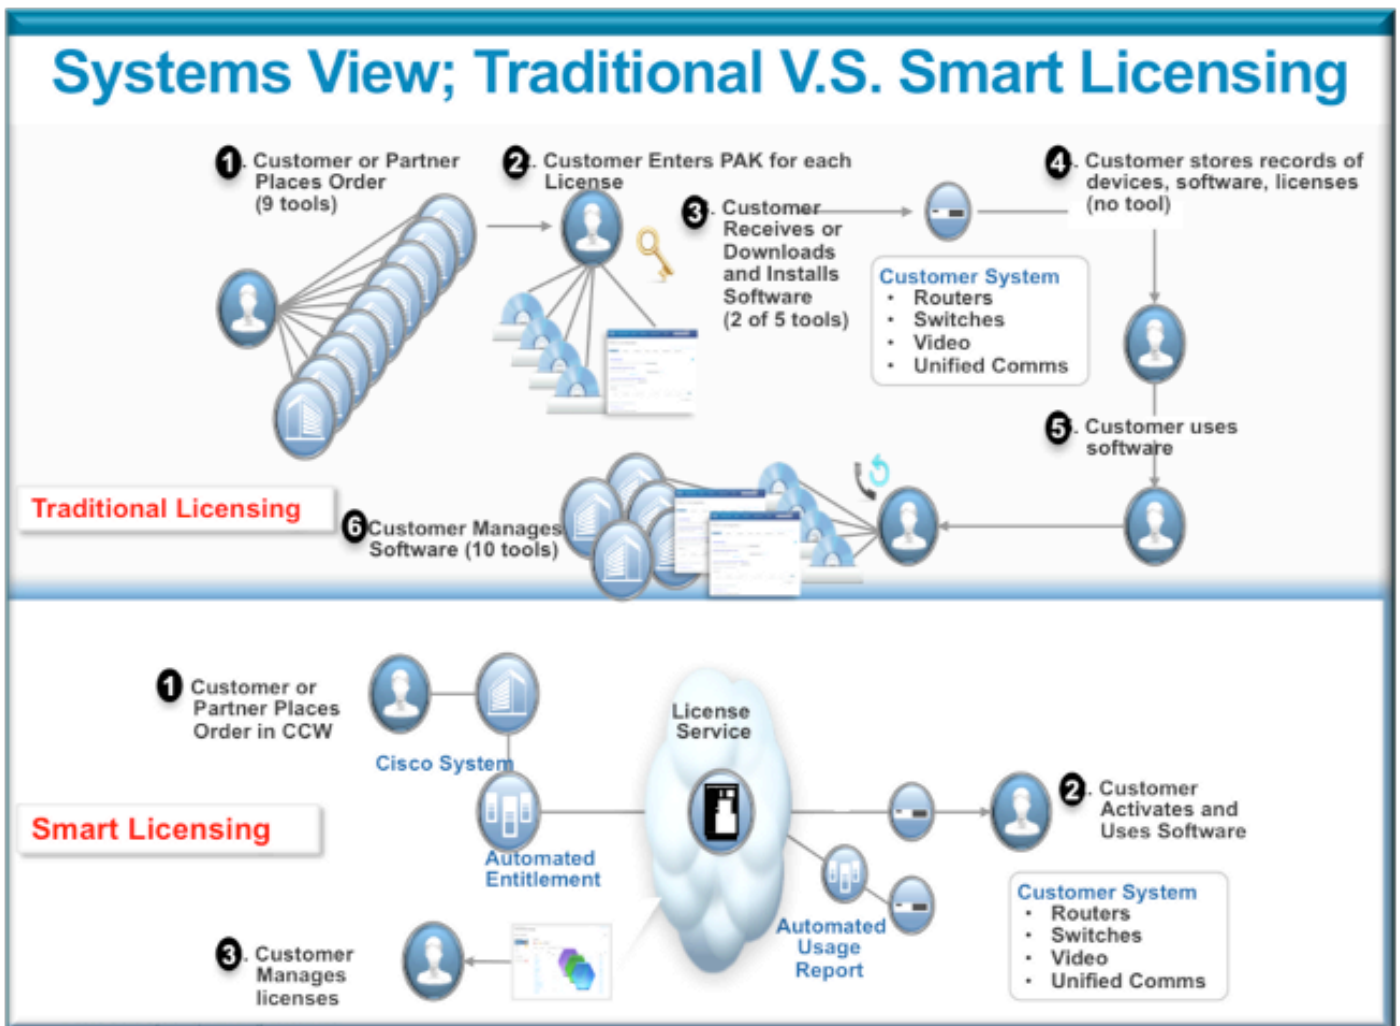 Systems View; Traditional V.S. Smart Licensing
1. Customer or Partner
Places Order
(9 tools)
2. Customer Enters PAK for each
License
3. Customer
Receives or
Downloads
and Installs
Software
(2 of 5 tools)
4. Customer stores records of
devices, software, licenses
(no tool)
Customer System
• Routers
• Switches
• Video
• Unified Comms
5. Customer uses
software
Traditional Licensing
6 Customer Manages
Software (10 tools)
1 Customer or
Partner Places
Order in CCW
Cisco System
License
Service
2. Customer
Activates and
Uses Software
Smart Licensing
Automated
Entitlement
Customer System
• Routers
• Switches
• Video
• Unified Comms
Automated
Usage
Report
3. Customer
Manages
licenses